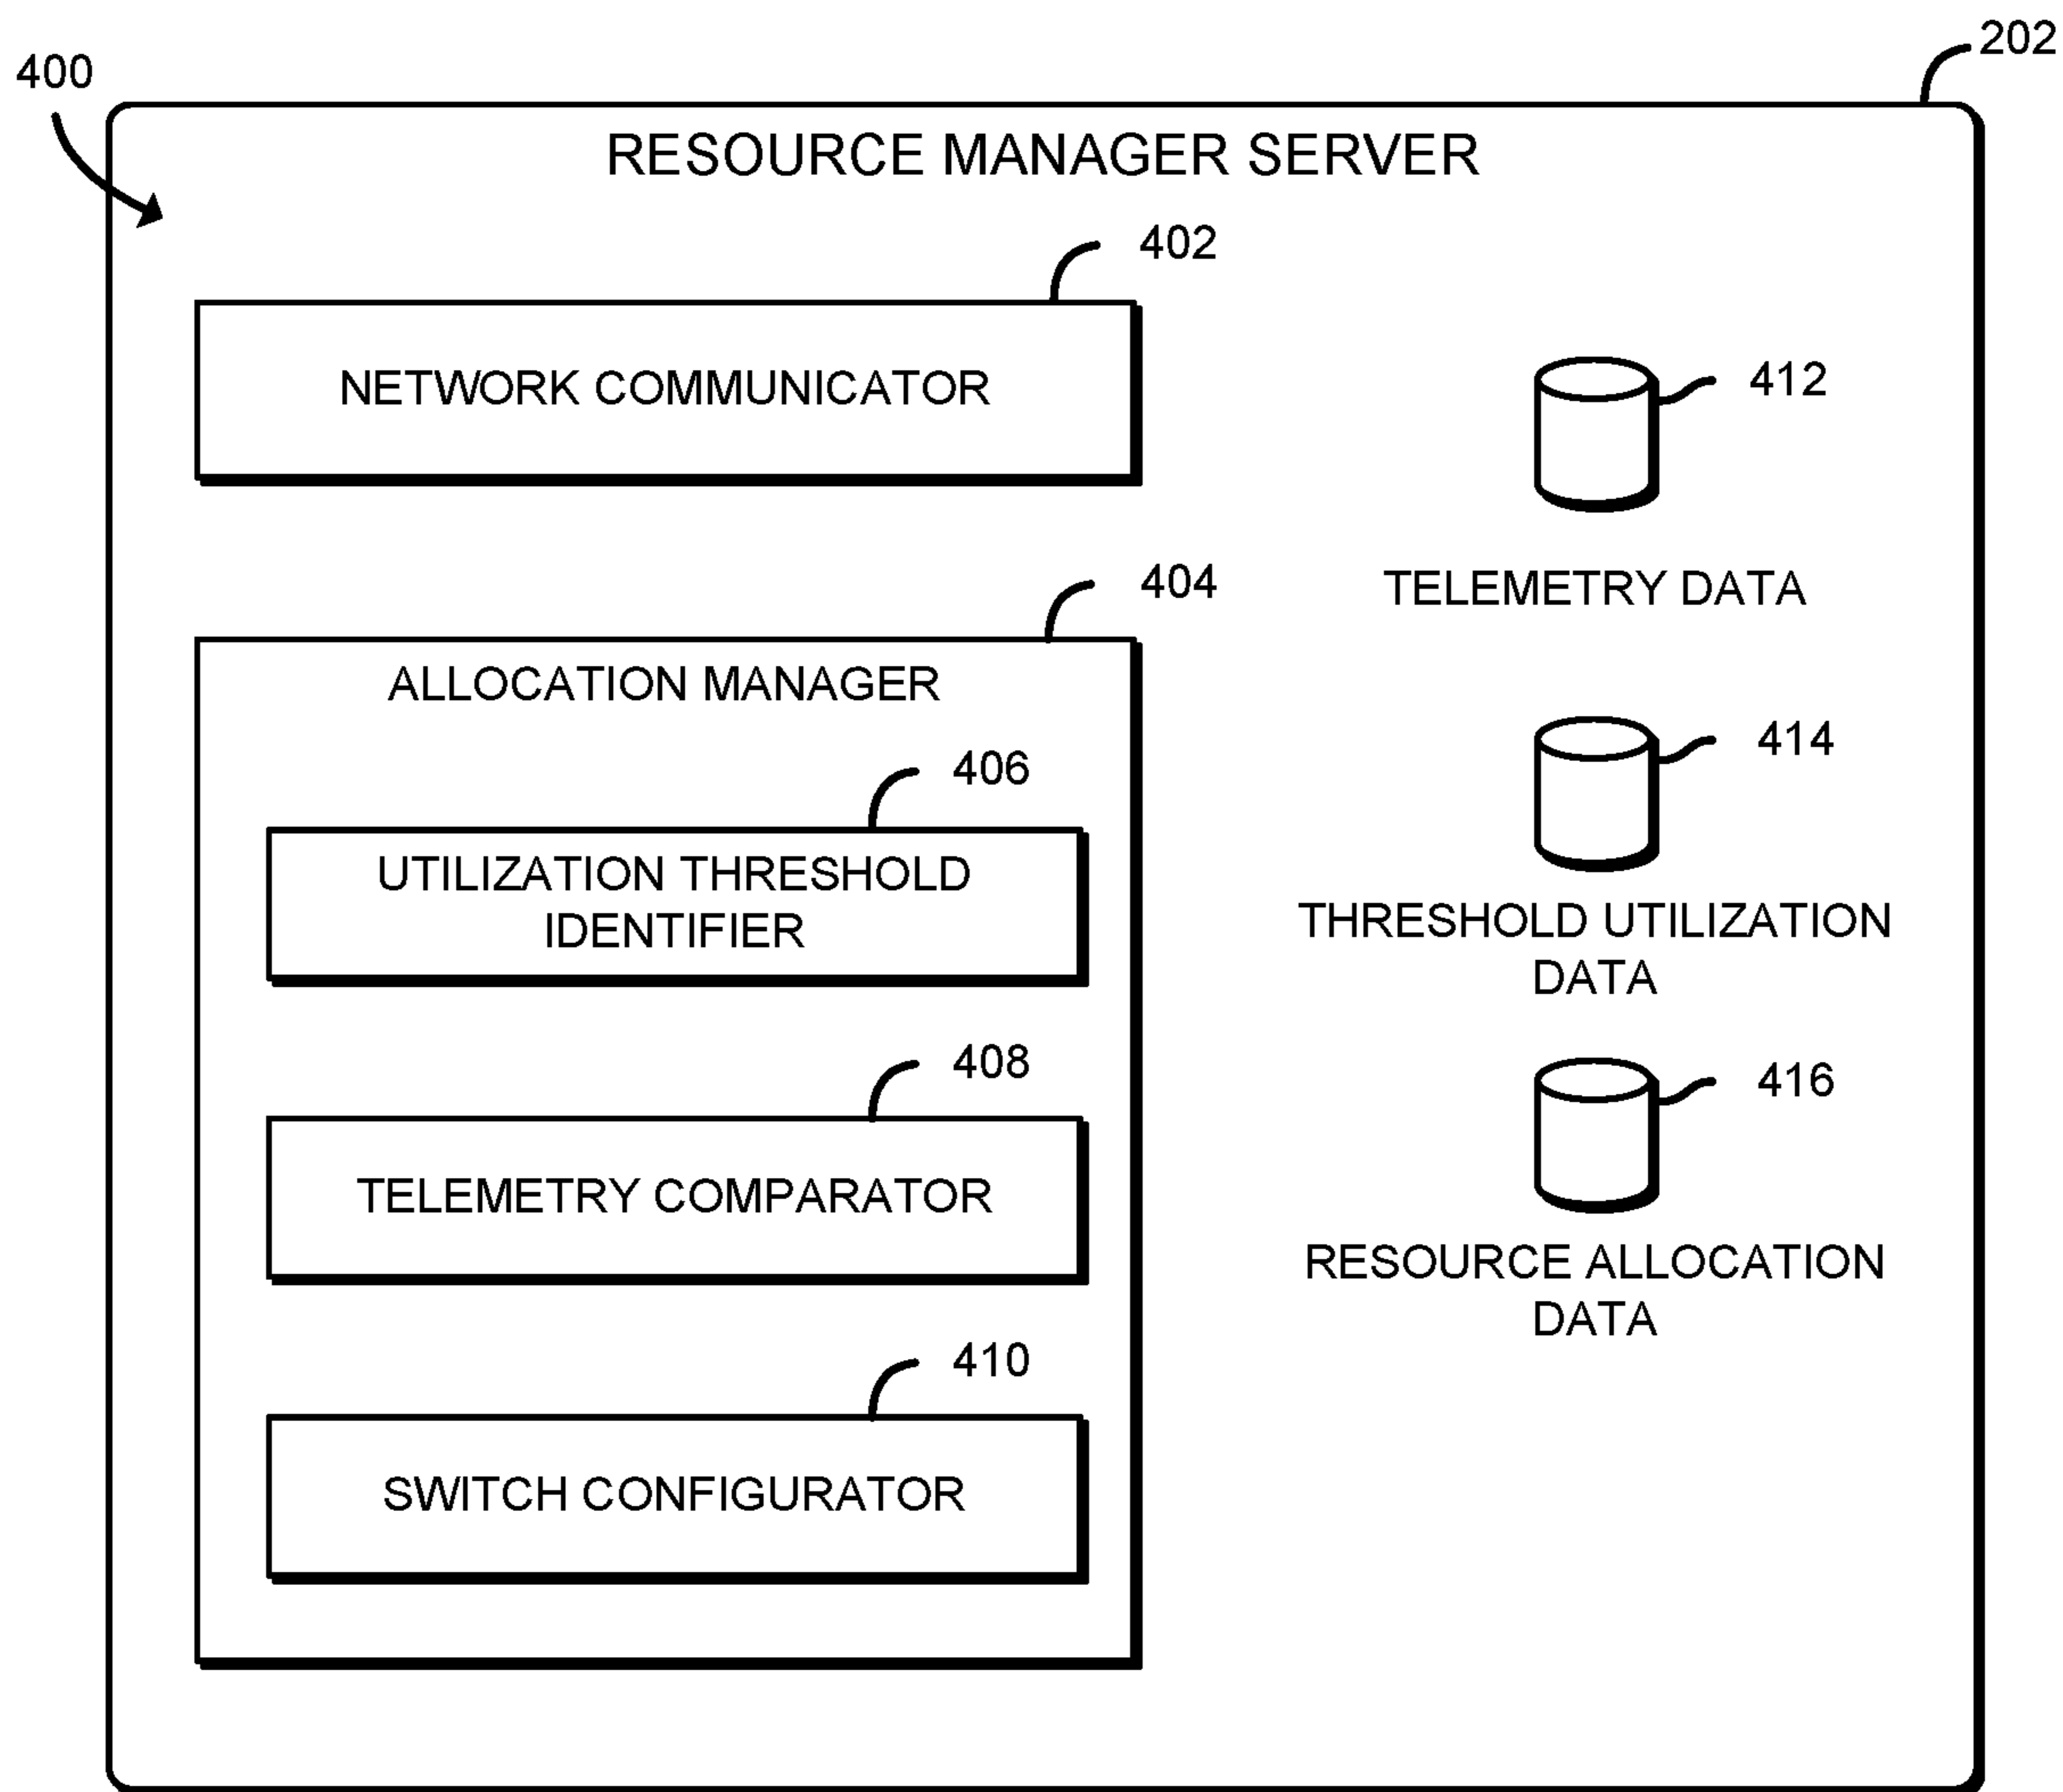 202
400
RESOURCE MANAGER SERVER
402
NETWORK COMMUNICATOR
412
TELEMETRY DATA
404
ALLOCATION MANAGER
406
UTILIZATION THRESHOLD
IDENTIFIER
414
THRESHOLD UTILIZATION
DATA
408
TELEMETRY COMPARATOR
416
RESOURCE ALLOCATION
DATA
410
SWITCH CONFIGURATOR